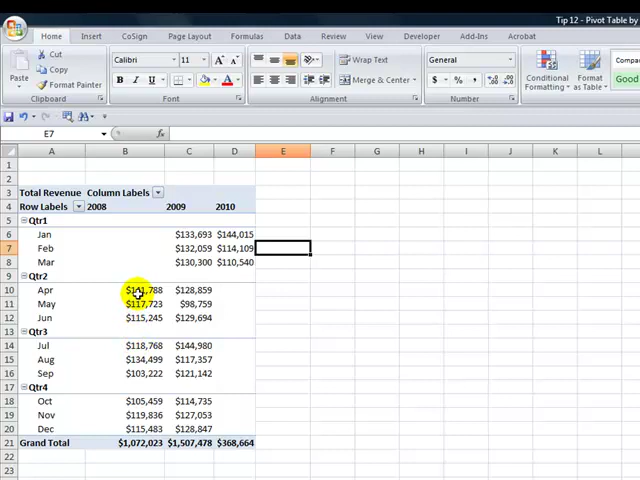 Tip 12 - Pivot Table by
Home Insert CoSign Page Layout Formulas Data Review View Developer Add-Ins Acrobat
Paste
Cut
Copy
Format Painter
Clipboard
Calibri 11
B I U
Font
Wrap Text
Merge & Center
Alignment
General
$ % ,
Number
Conditional Formatting
Format as Table
Compa
Good
E7 fx
A B C D E F G H I J K L
1
2
3 Total Revenue Column Labels
4 Row Labels 2008 2009 2010
5 Qtr1
6 Jan $133,693 $144,015
7 Feb $132,059 $114,109
8 Mar $130,300 $110,540
9 Qtr2
10 Apr $128,859
11 May $117,723 $98,759
12 Jun $115,245 $129,694
13 Qtr3
14 Jul $118,768 $144,980
15 Aug $134,499 $117,357
16 Sep $103,222 $121,142
17 Qtr4
18 Oct $105,459 $114,735
19 Nov $119,836 $127,053
20 Dec $115,483 $128,847
21 Grand Total $1,072,023 $1,507,478 $368,664
22
23